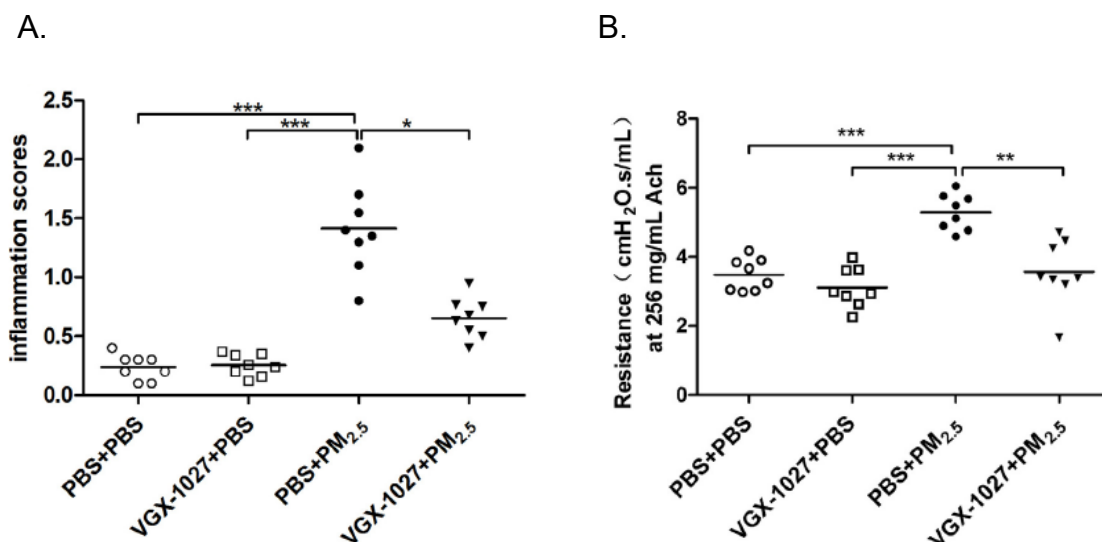 A.
B.
inflammation scores
2.5
2.0
1.5
1.0
0.5
0.0
***
***
*
PBS+PBS
VGX-1027+PBS
PBS+PM₂.₅
VGX-1027+PM₂.₅
Resistance（cmH₂O.s/mL）
at 256 mg/mL Ach
8
6
4
2
0
***
***
**
PBS+PBS
VGX-1027+PBS
PBS+PM₂.₅
VGX-1027+PM₂.₅